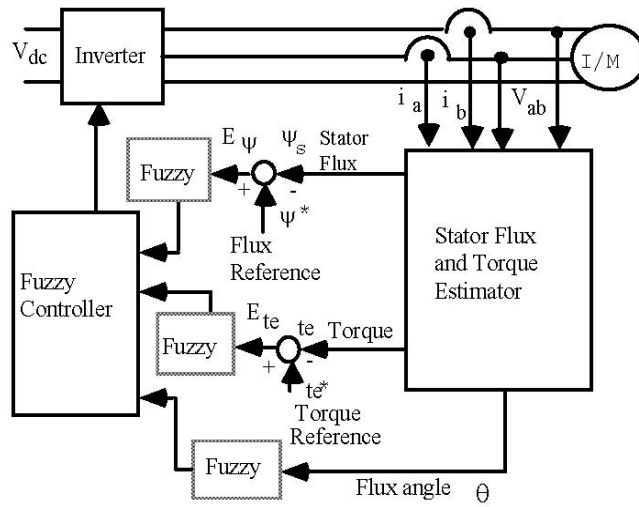 V dc
Inverter
I/M
i a
i b
V ab
E ψ
ψ s
Stator
Flux
Fuzzy
+
-
ψ*
Flux
Reference
Stator Flux
and Torque
Estimator
Fuzzy
Controller
E te
te
Torque
Fuzzy
+
-
te*
Torque
Reference
Fuzzy
Flux angle θ